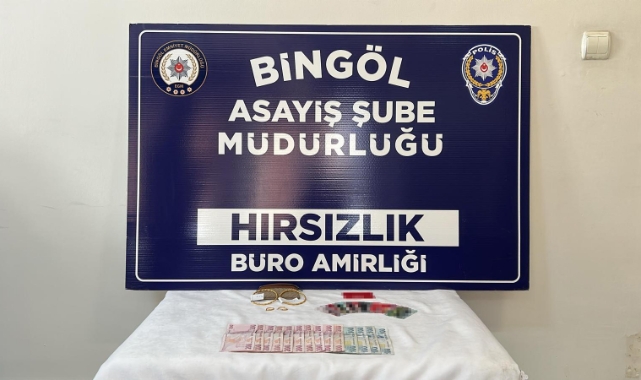 BİNGÖL
ASAYİŞ ŞUBE
MÜDÜRLÜĞÜ
HIRSIZLIK
BÜRO AMİRLİĞİ
POLİS